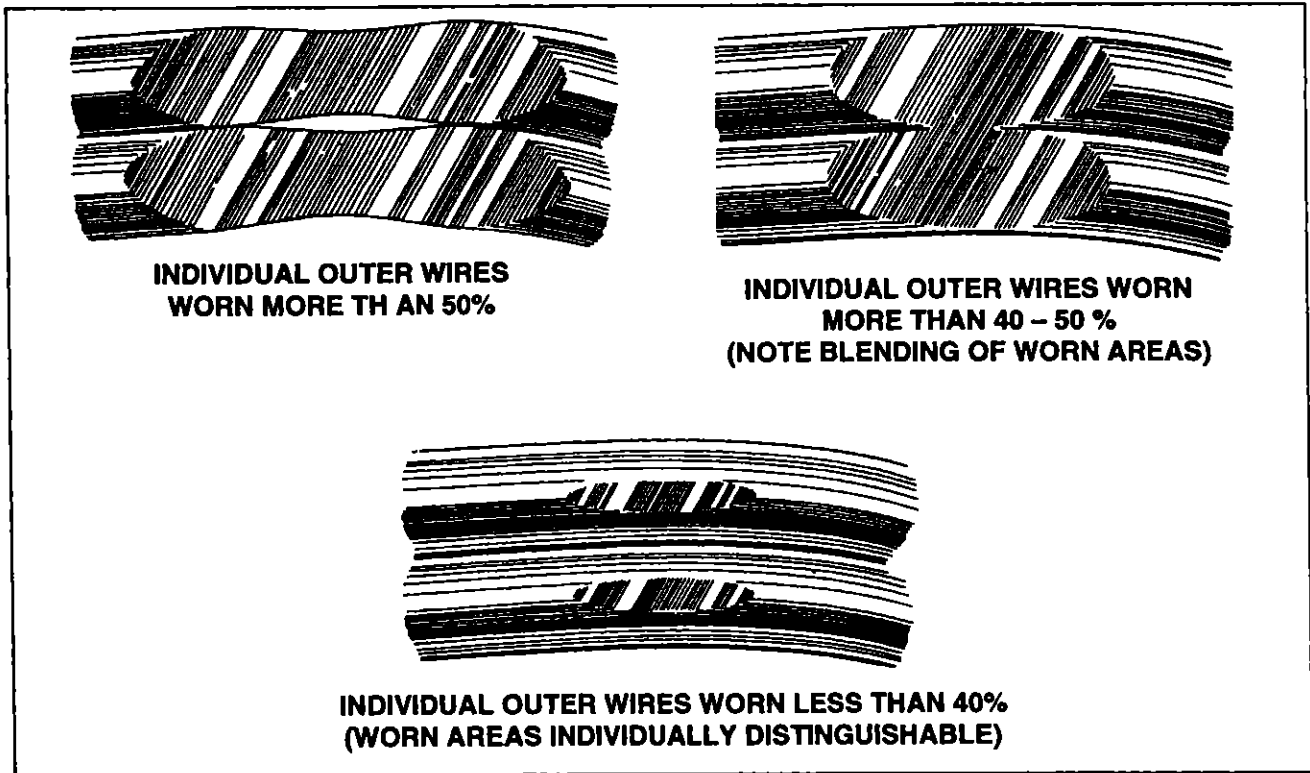 INDIVIDUAL OUTER WIRES
WORN MORE TH AN 50%
INDIVIDUAL OUTER WIRES WORN
MORE THAN 40 – 50 %
(NOTE BLENDING OF WORN AREAS)
INDIVIDUAL OUTER WIRES WORN LESS THAN 40%
(WORN AREAS INDIVIDUALLY DISTINGUISHABLE)